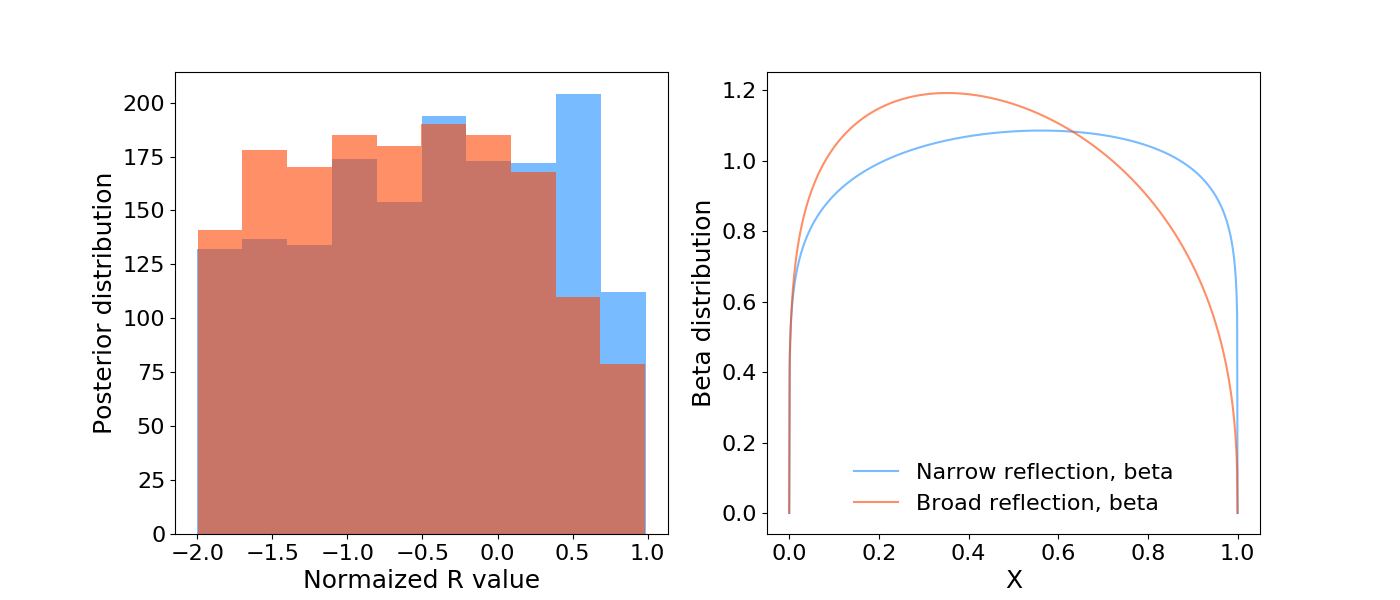 Posterior distribution
200
175
150
125
100
75
50
25
0
−2.0 −1.5 −1.0 −0.5 0.0 0.5 1.0
Normaized R value
Beta distribution
1.2
1.0
0.8
0.6
0.4
0.2
0.0
Narrow reflection, beta
Broad reflection, beta
0.0 0.2 0.4 0.6 0.8 1.0
X